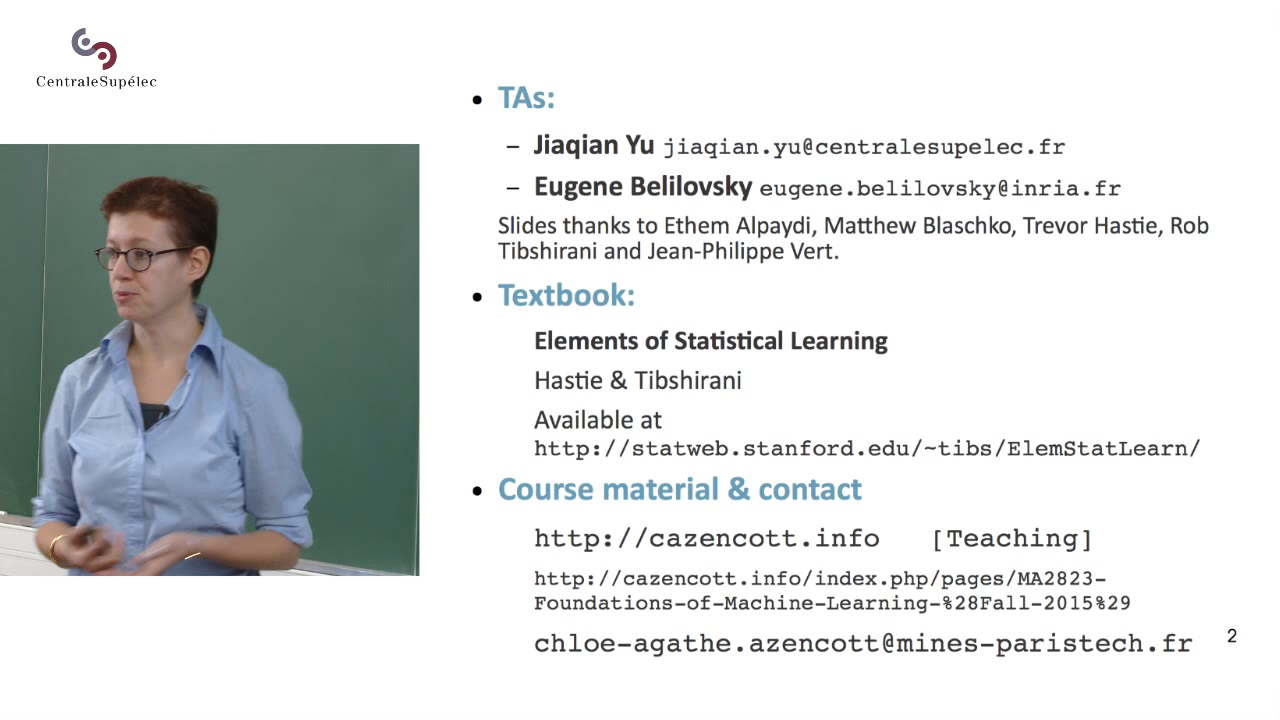 CentraleSupélec
• TAs:
– Jiaqian Yu jiaqian.yu@centralesupelec.fr
– Eugene Belilovsky eugene.belilovsky@inria.fr
Slides thanks to Ethem Alpaydi, Matthew Blaschko, Trevor Hastie, Rob
Tibshirani and Jean-Philippe Vert.
• Textbook:
Elements of Statistical Learning
Hastie & Tibshirani
Available at
http://statweb.stanford.edu/~tibs/ElemStatLearn/
• Course material & contact
http://cazencott.info [Teaching]
http://cazencott.info/index.php/pages/MA2823-
Foundations-of-Machine-Learning-%28Fall-2015%29
chloe-agathe.azencott@mines-paristech.fr
2